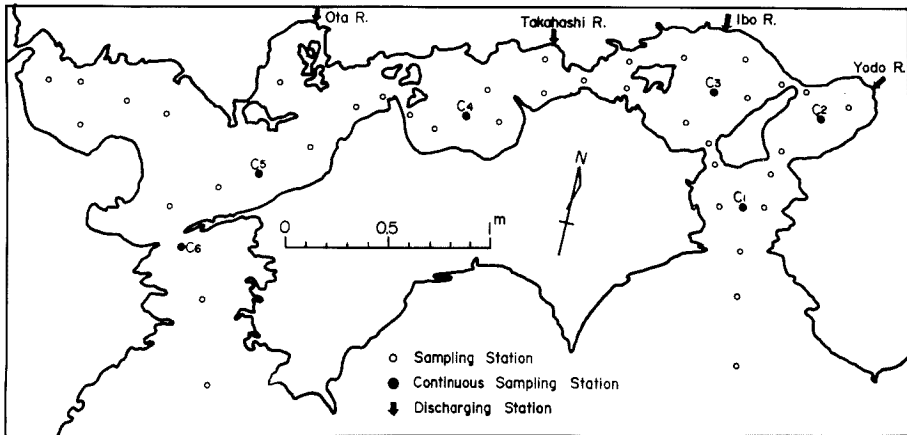 Ota R.
Takahashi R.
Ibo R.
Yodo R.
C3
C4
C2
C5
C1
C6
N
0 0.5 1
m
Sampling Station
Continuous Sampling Station
Discharging Station